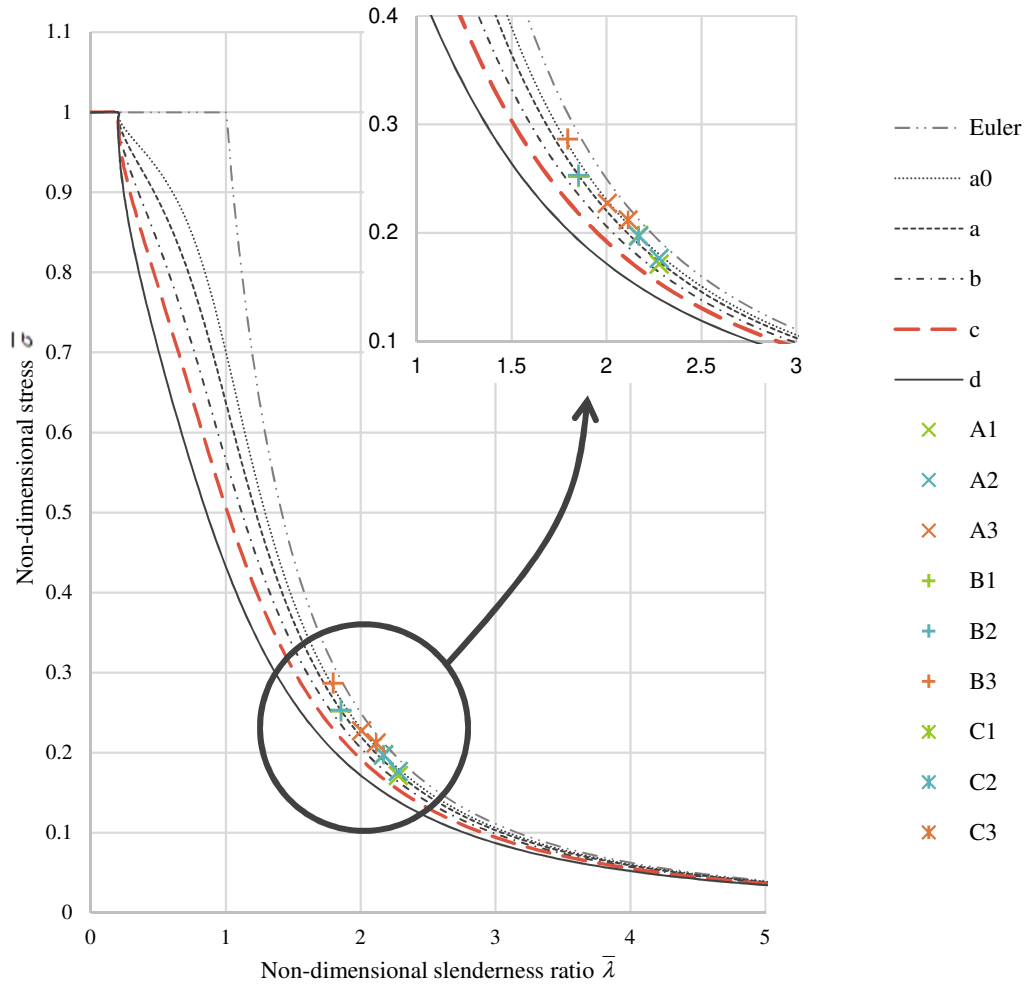 1.1
1
0.9
0.8
0.7
0.6
0.5
0.4
0.3
0.2
0.1
0
0 1 2 3 4 5
Non-dimensional stress σ̅
Non-dimensional slenderness ratio λ̅
0.4
0.3
0.2
0.1
1 1.5 2 2.5 3
Euler
a0
a
b
c
d
A1
A2
A3
B1
B2
B3
C1
C2
C3